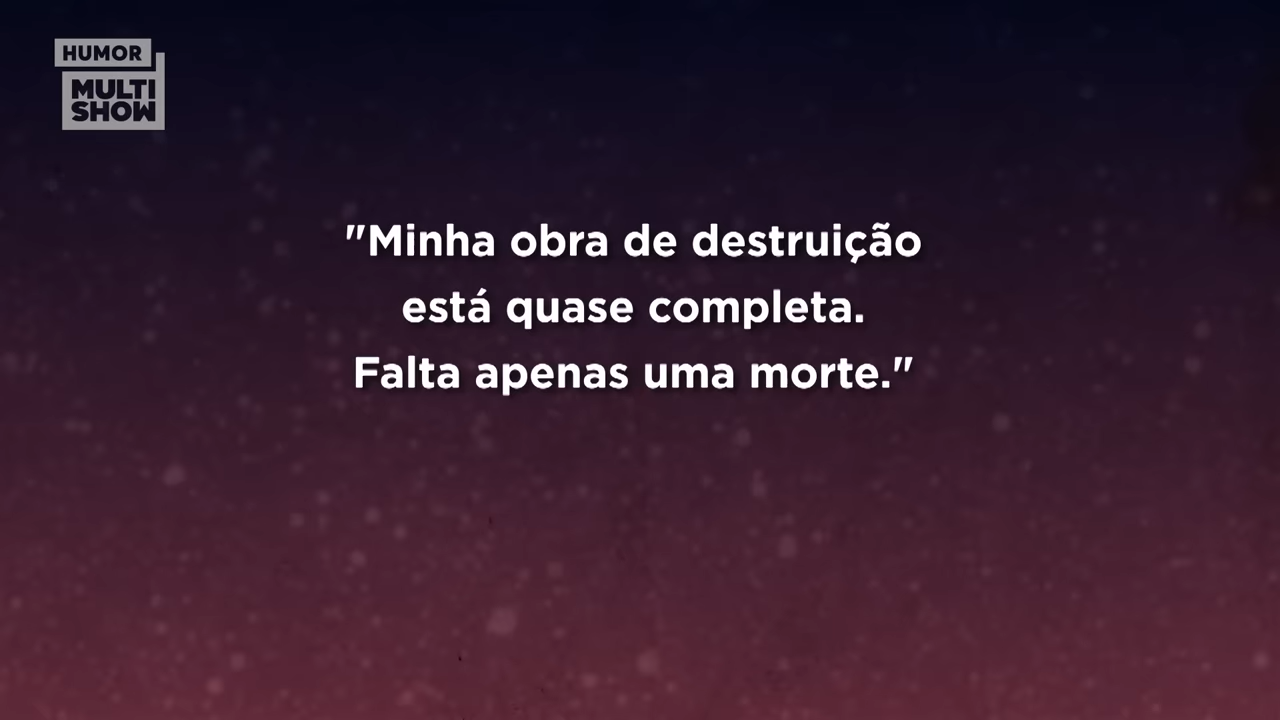 HUMOR
MULTI
SHOW
"Minha obra de destruição
está quase completa.
Falta apenas uma morte."